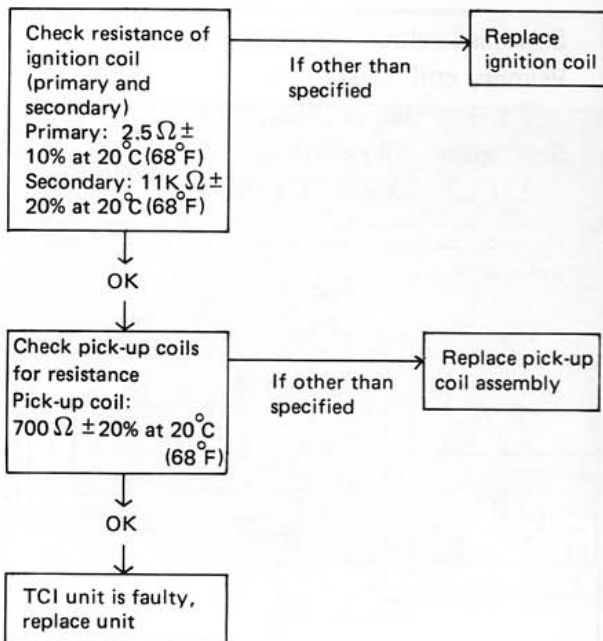 Check resistance of
ignition coil
(primary and
secondary)
Primary: 2.5 Ω ±
10% at 20°C (68°F)
Secondary: 11K Ω ±
20% at 20°C (68°F)
If other than
specified
Replace
ignition coil
OK
Check pick-up coils
for resistance
Pick-up coil:
700 Ω ±20% at 20°C
(68°F)
If other than
specified
Replace pick-up
coil assembly
OK
TCI unit is faulty,
replace unit